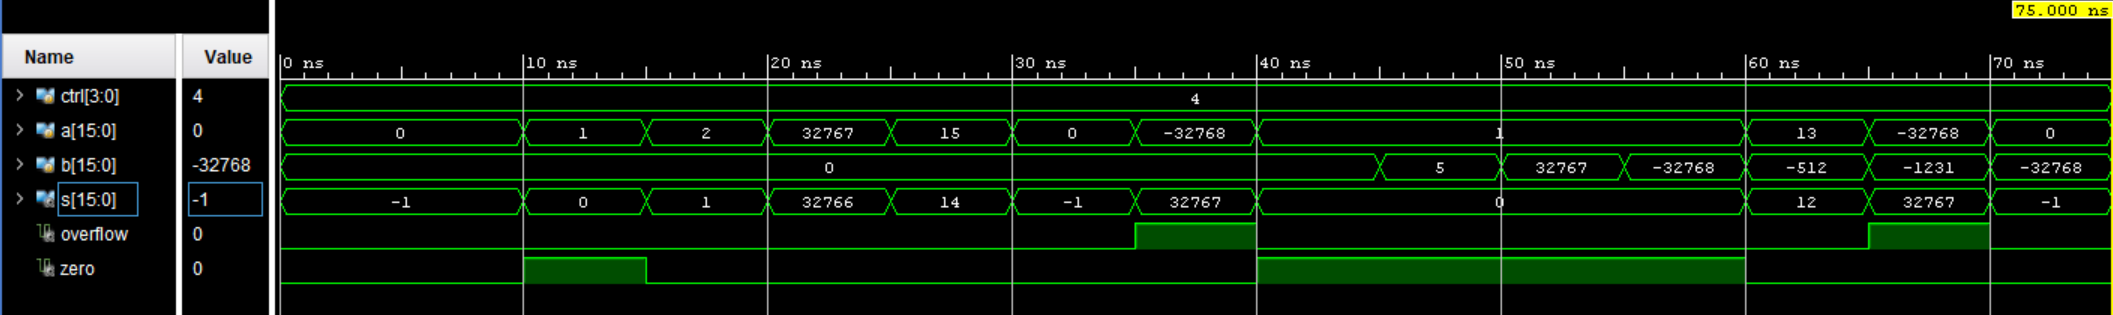 75.000 ns
Name Value
0 ns 10 ns 20 ns 30 ns 40 ns 50 ns 60 ns 70 ns
ctrl[3:0] 4 4
a[15:0] 0 0 1 2 32767 15 0 -32768 1 13 -32768 0
b[15:0] -32768 0 5 32767 -32768 -512 -1231 -32768
s[15:0] -1 -1 0 1 32766 14 -1 32767 0 12 32767 -1
overflow 0
zero 0